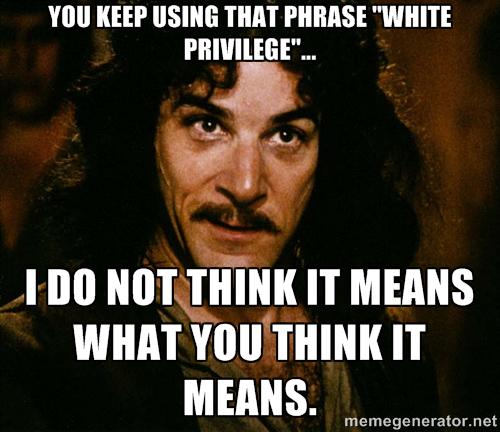 YOU KEEP USING THAT PHRASE "WHITE
PRIVILEGE"...
I DO NOT THINK IT MEANS
WHAT YOU THINK IT
MEANS.
memegenerator.net